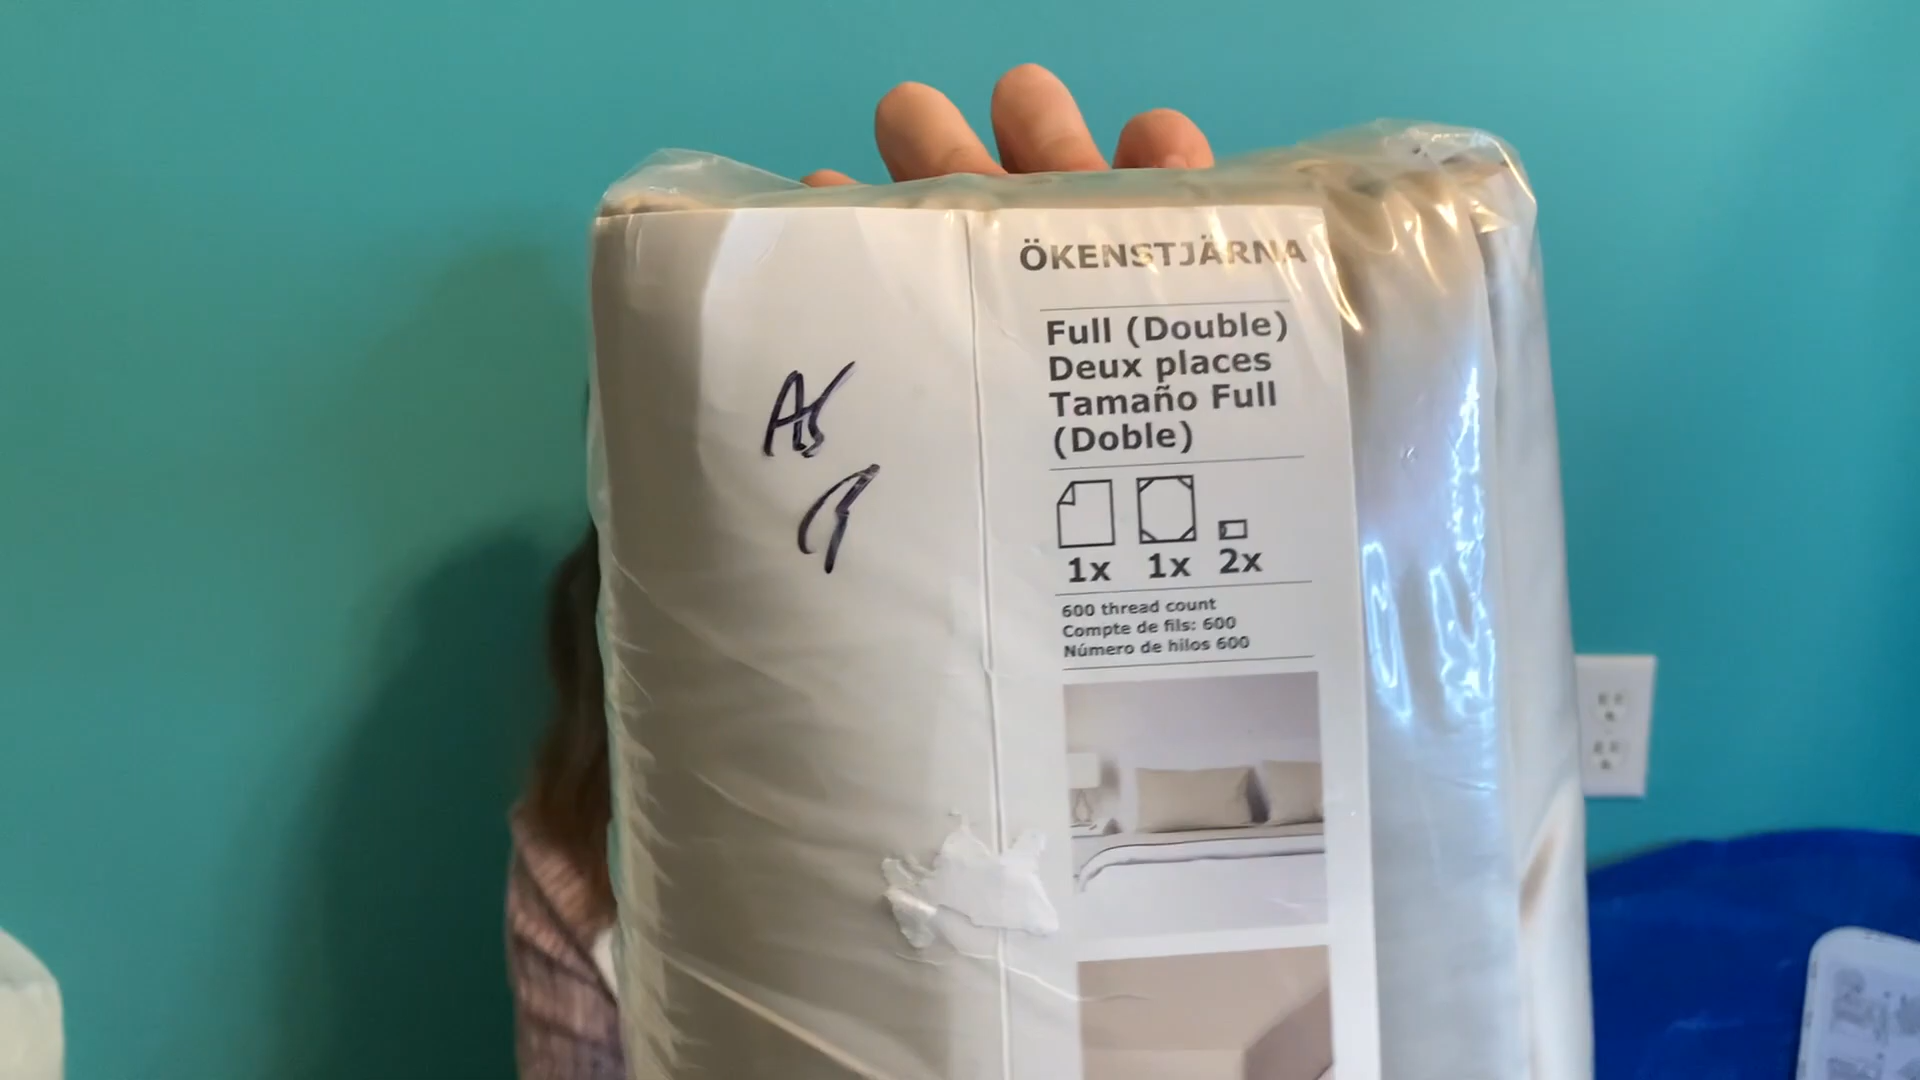 ÖKENSTJÄRNA
Full (Double)
Deux places
Tamaño Full
(Doble)
1x 1x 2x
600 thread count
Compte de fils: 600
Número de hilos 600